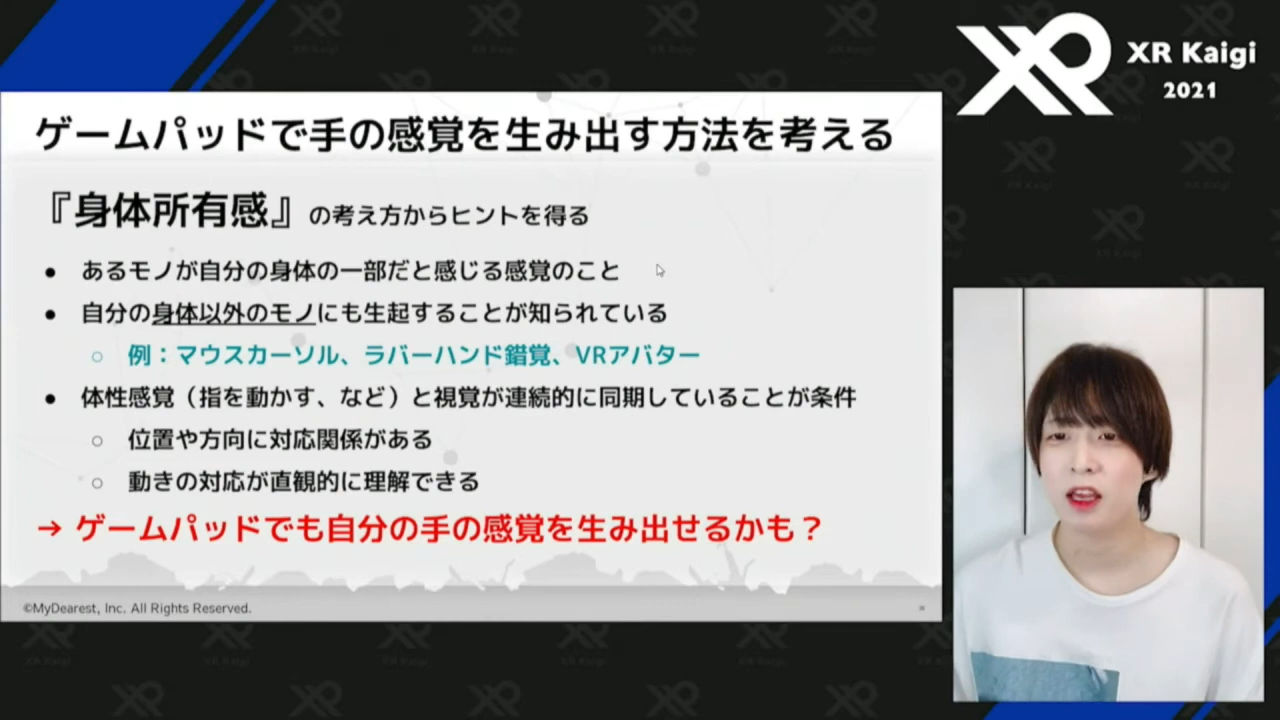 XR
XR Kaigi
2021
ゲームパッドで手の感覚を生み出す方法を考える
『身体所有感』の考え方からヒントを得る
● あるモノが自分の身体の一部だと感じる感覚のこと
● 自分の身体以外のモノにも生起することが知られている
○ 例：マウスカーソル、ラバーハンド錯覚、VRアバター
● 体性感覚（指を動かす、など）と視覚が連続的に同期していることが条件
○ 位置や方向に対応関係がある
○ 動きの対応が直観的に理解できる
→ ゲームパッドでも自分の手の感覚を生み出せるかも？
©MyDearest, Inc. All Rights Reserved.